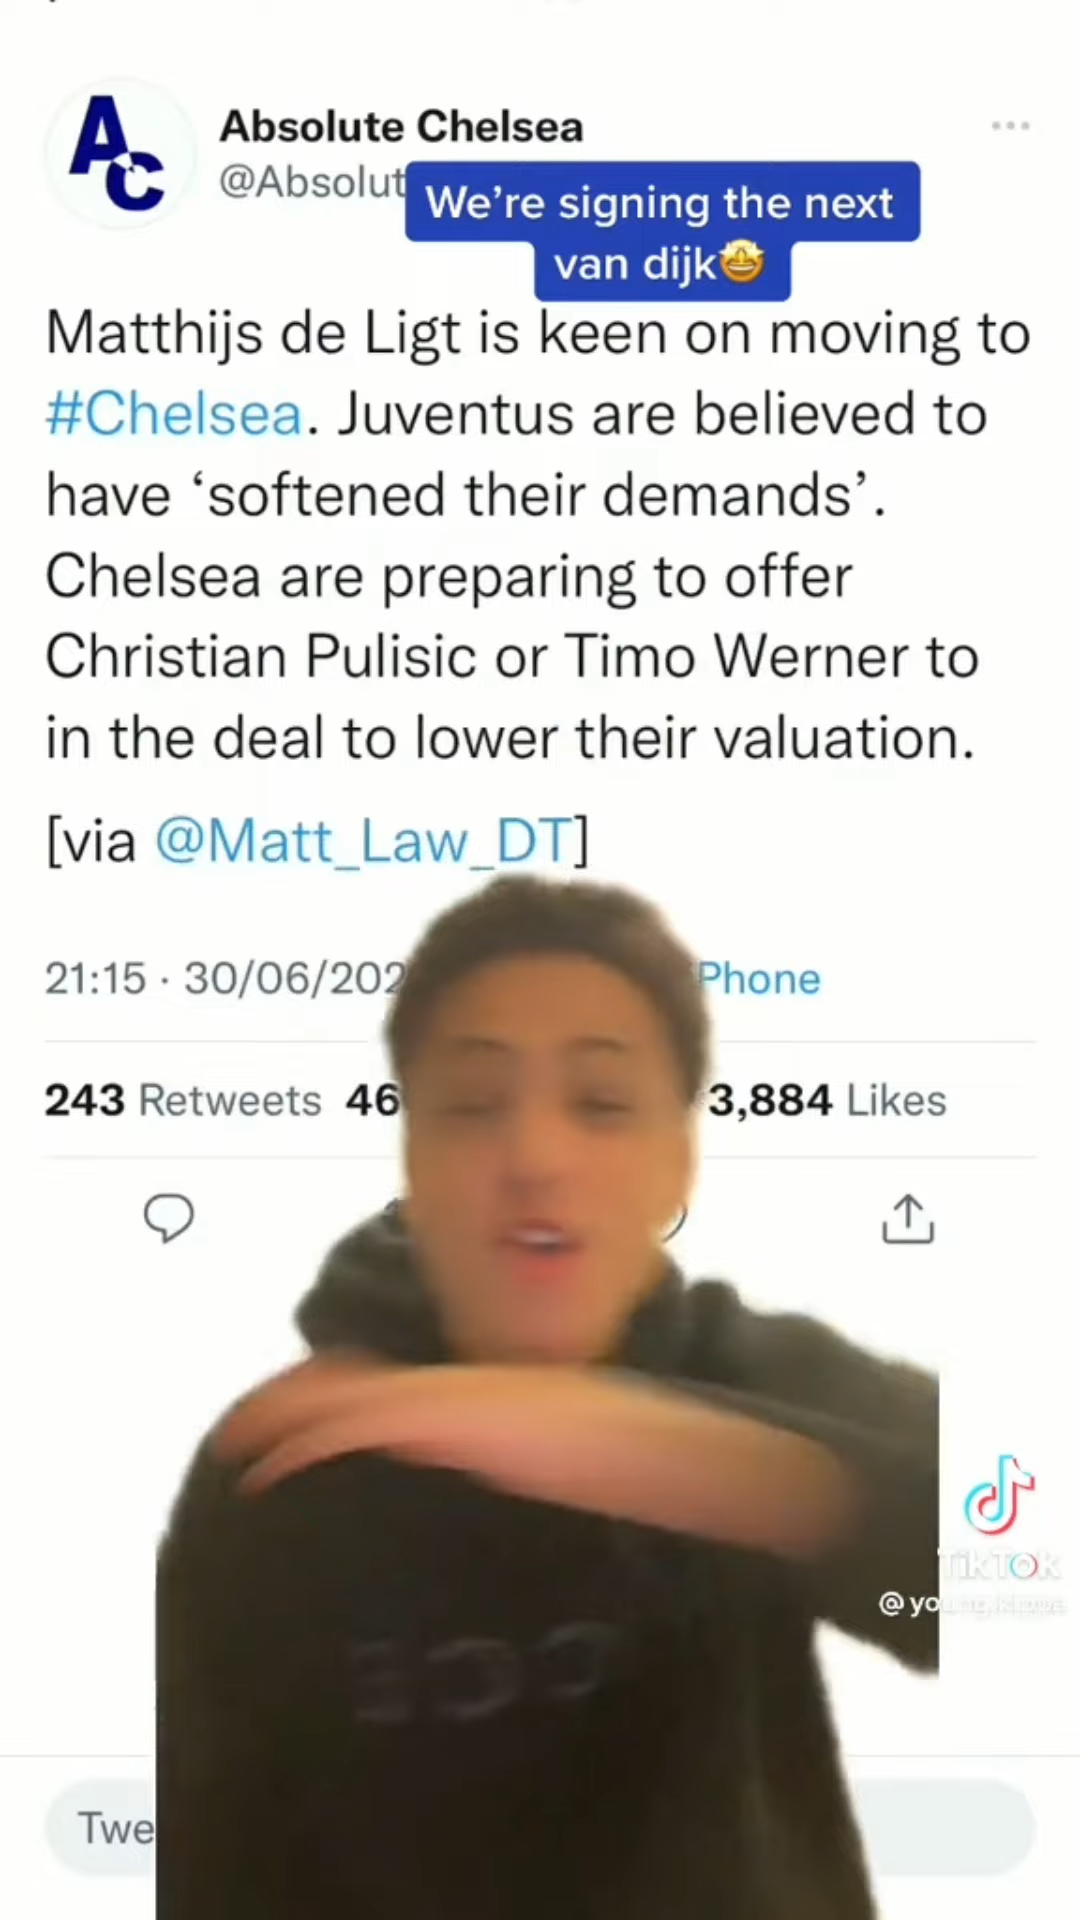 AC
Absolute Chelsea
@Absolut
We're signing the next
van dijk🤩
Matthijs de Ligt is keen on moving to
#Chelsea. Juventus are believed to
have ‘softened their demands’.
Chelsea are preparing to offer
Christian Pulisic or Timo Werner to
in the deal to lower their valuation.
[via @Matt_Law_DT]
21:15 · 30/06/202 Phone
243 Retweets 46 3,884 Likes
TikTok
Twe